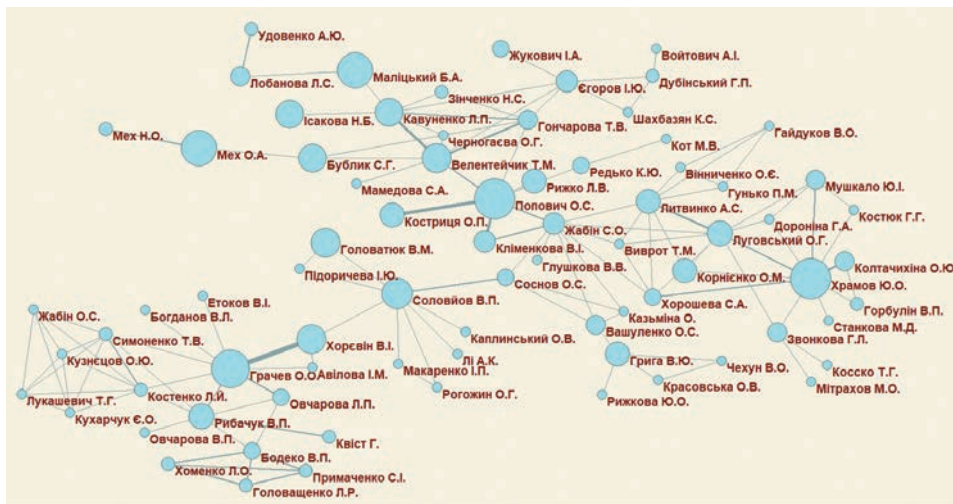 Удовенко А.Ю.
Лобанова Л.С.
Маліцький Б.А.
Жукович І.А.
Войтович А.І.
Єгоров І.Ю.
Дубінський Г.П.
Зінченко Н.С.
Ісакова Н.Б.
Кавуненко Л.П.
Гончарова Т.В.
Шахбазян К.С.
Мех Н.О.
Черногаєва О.Г.
Гайдуков В.О.
Мех О.А.
Бублик С.Г.
Велентейчик Т.М.
Кот М.В.
Редько К.Ю.
Вінниченко О.Є.
Мамедова С.А.
Рижко Л.В.
Гунько П.М.
Мушкало Ю.І.
Попович О.С.
Литвинко А.С.
Костриця О.П.
Жабін С.О.
Дороніна Г.А.
Костюк Г.Г.
Луговський О.Г.
Головатюк В.М.
Кліменкова В.І.
Виврот Т.М.
Глушкова В.В.
Корнієнко О.М.
Колтачихіна О.Ю
Підоричева І.Ю.
Соснов О.С.
Храмов Ю.О.
Соловйов В.П.
Хорошева С.А.
Горбулін В.П.
Етоков В.І.
Богданов В.Л.
Казьміна О.
Станкова М.Д.
Жабін О.С.
Вашуленко О.С.
Звонкова Г.Л.
Симоненко Т.В.
Хорєвін В.І.
Каплинський О.В.
Кузнєцов О.Ю.
Лі А.К.
Грига В.Ю.
Чехун В.О.
Косско Т.Г.
Грачев О.О.
Авілова І.М.
Макаренко І.П.
Красовська О.В.
Мітрахов М.О.
Лукашевич Т.Г.
Костенко Л.Й.
Рогожин О.Г.
Рижкова Ю.О.
Овчарова Л.П.
Кухарчук Є.О.
Рибачук В.П.
Овчарова В.П.
Квіст Г.
Бодеко В.П.
Хоменко Л.О.
Примаченко С.І.
Головащенко Л.Р.